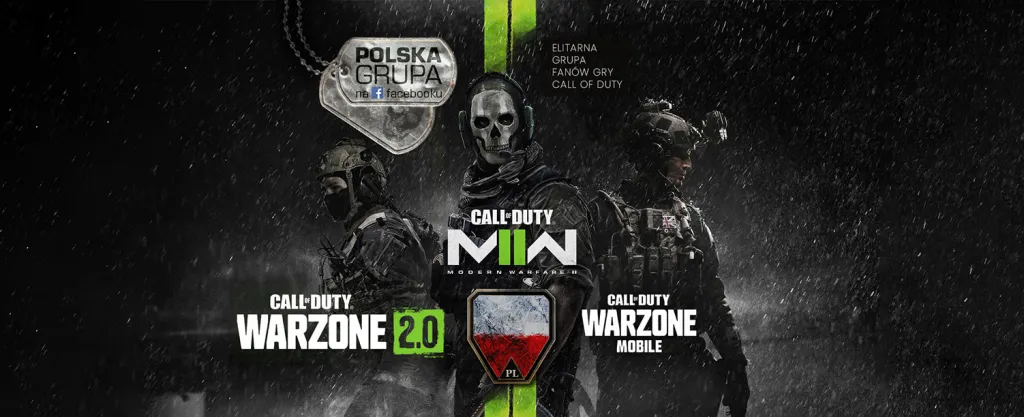 POLSKA
GRUPA
na f facebooku
ELITARNA
GRUPA
FANÓW GRY
CALL OF DUTY
CALL OF DUTY
MIIW
MODERN WARFARE II
CALL OF DUTY
WARZONE 2.0
CALL OF DUTY
WARZONE
MOBILE
PL